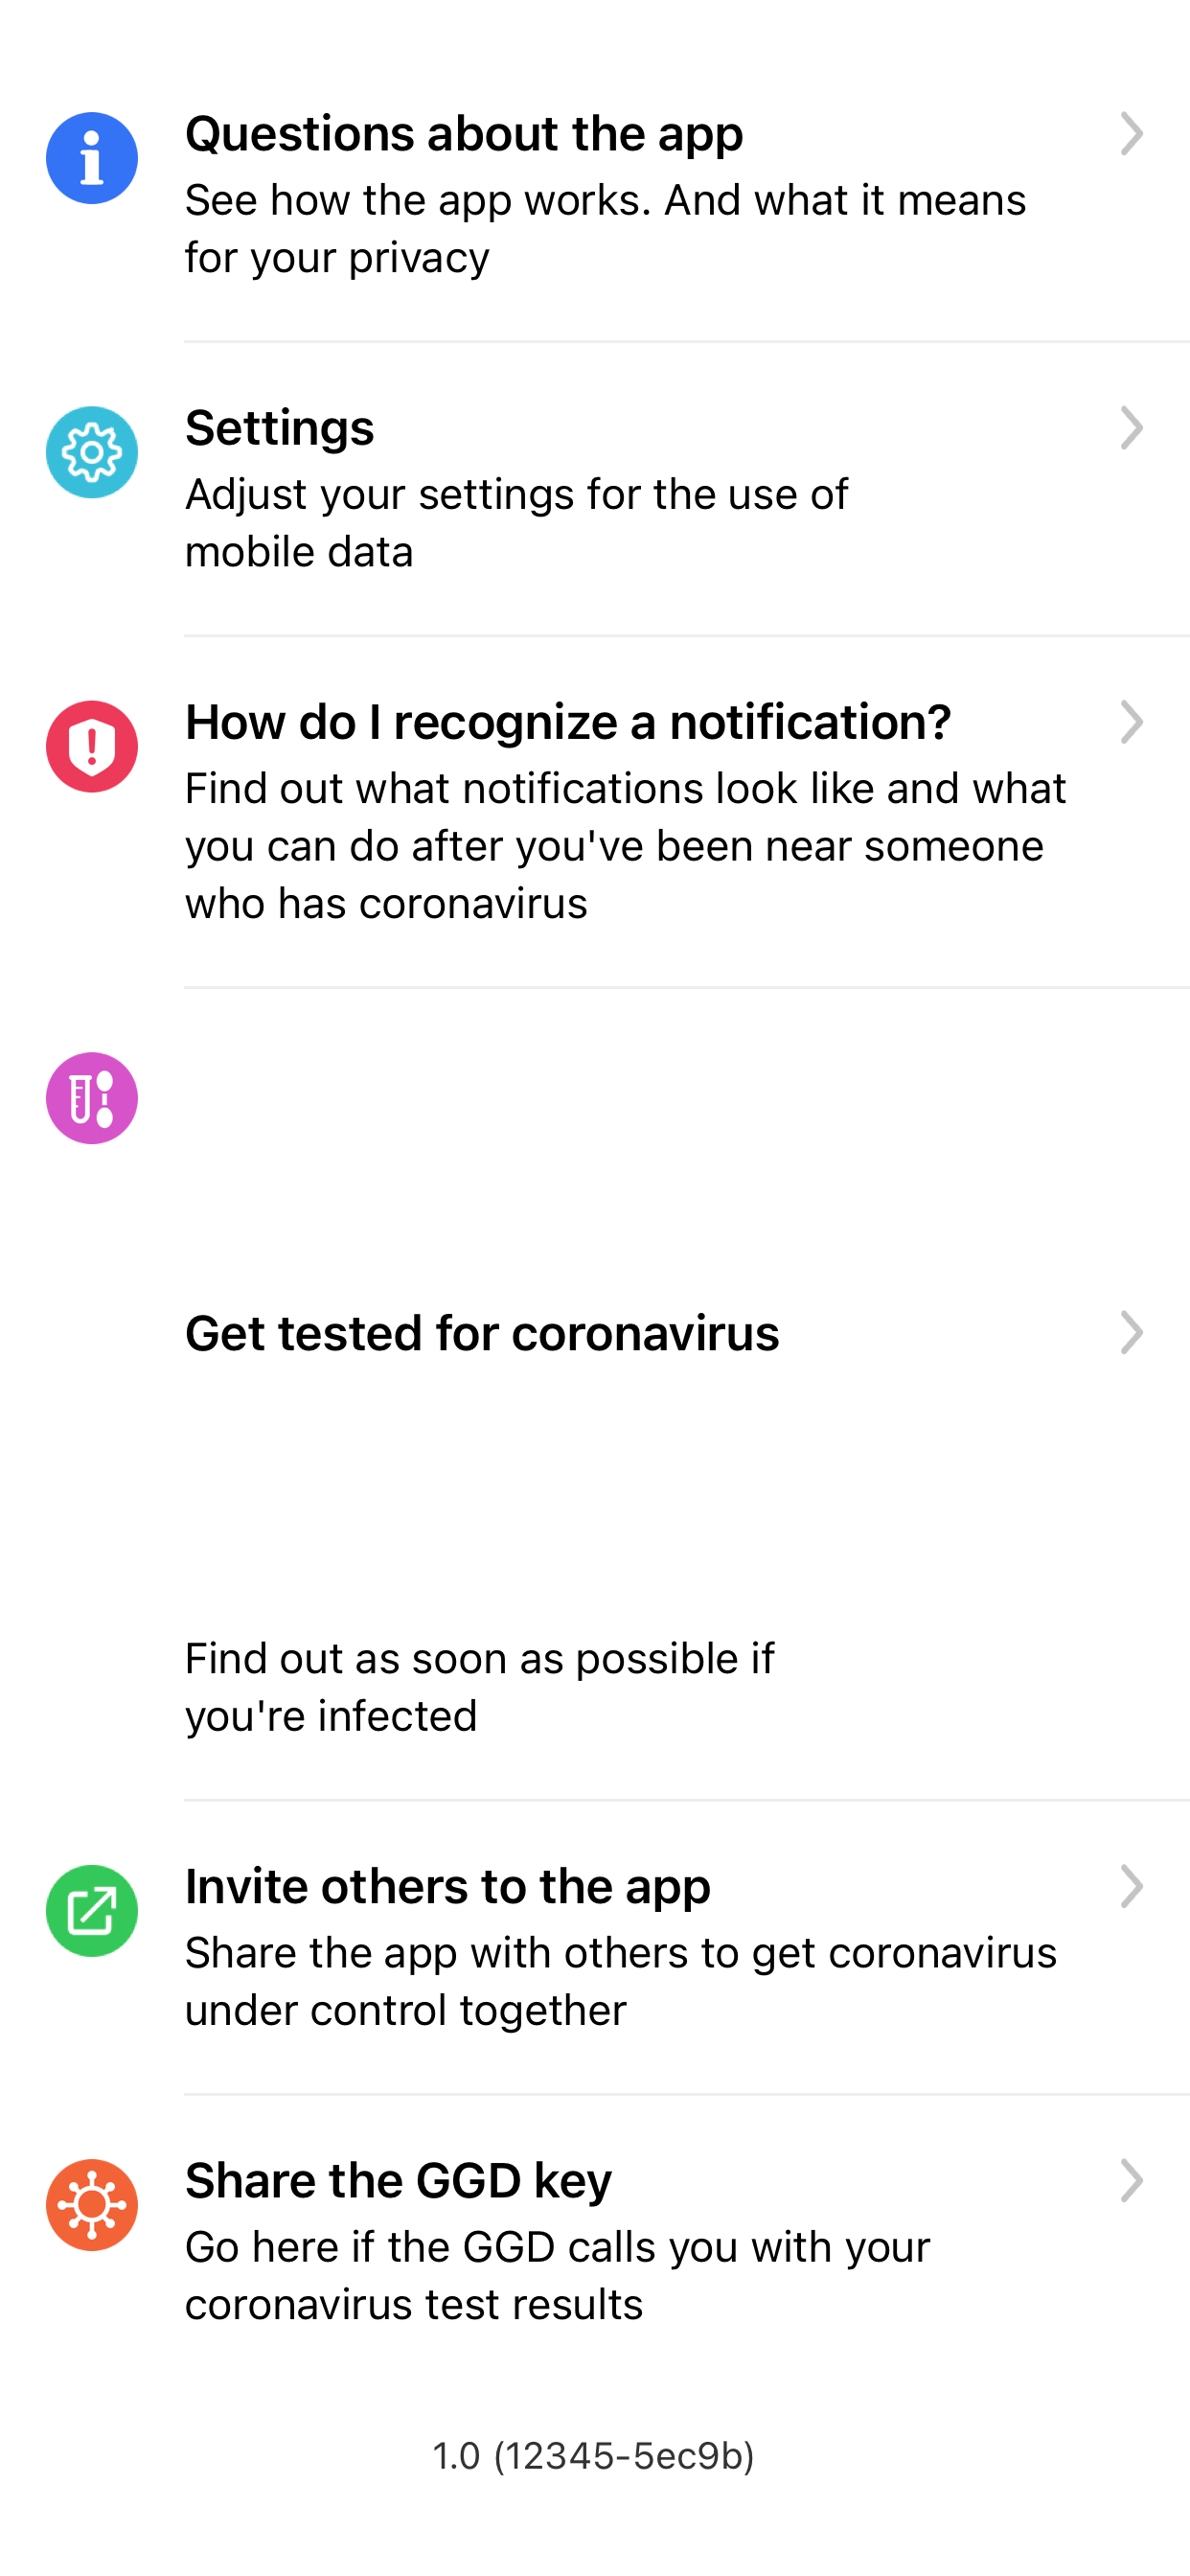 Questions about the app
See how the app works. And what it means
for your privacy
Settings
Adjust your settings for the use of
mobile data
How do I recognize a notification?
Find out what notifications look like and what
you can do after you've been near someone
who has coronavirus
Get tested for coronavirus
Find out as soon as possible if
you're infected
Invite others to the app
Share the app with others to get coronavirus
under control together
Share the GGD key
Go here if the GGD calls you with your
coronavirus test results
1.0 (12345-5ec9b)